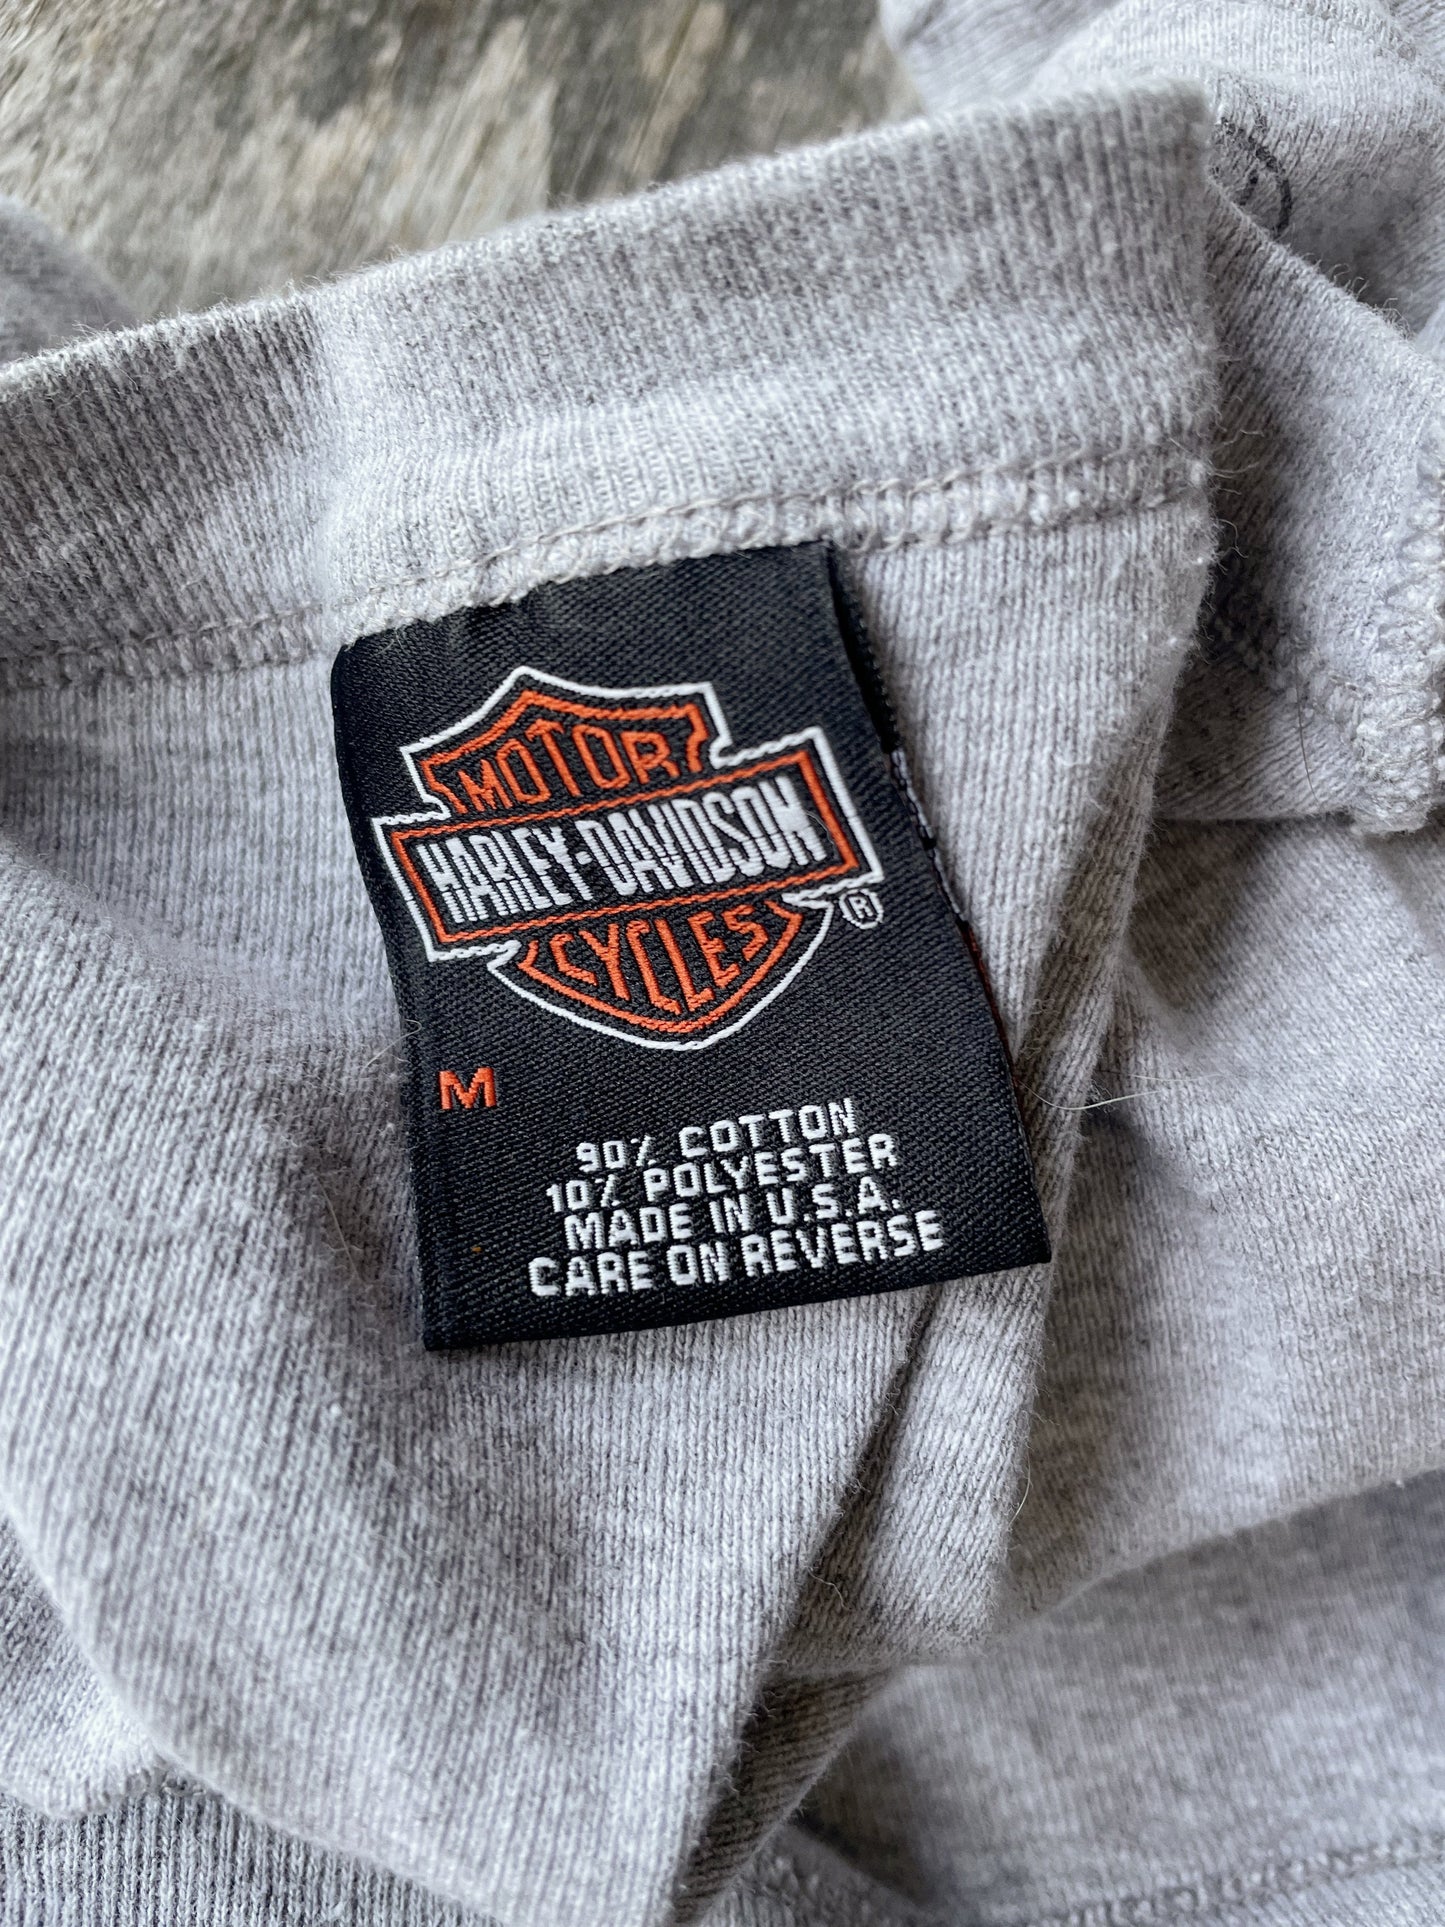 MOTOR
HARLEY-DAVIDSON
CYCLES
®
M
90% COTTON
10% POLYESTER
MADE IN U.S.A.
CARE ON REVERSE